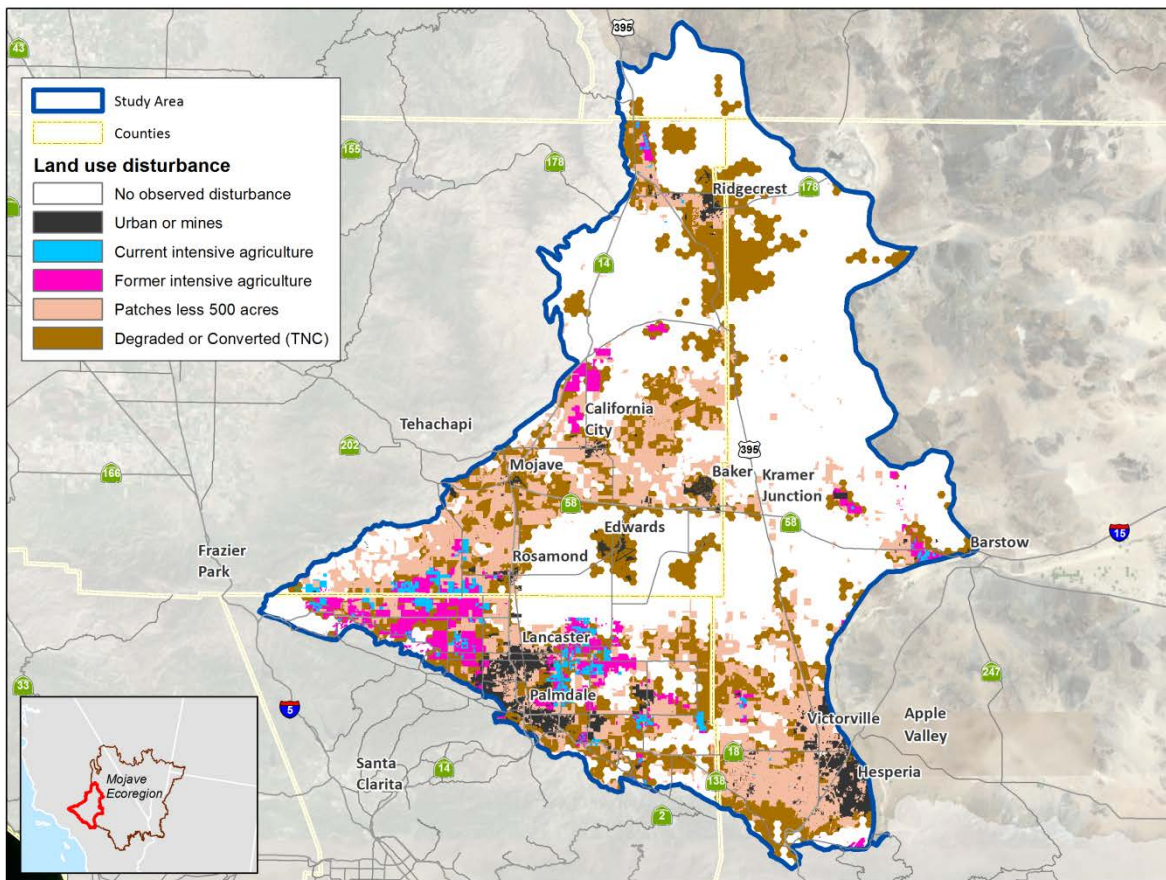 Study Area
Counties
Land use disturbance
No observed disturbance
Urban or mines
Current intensive agriculture
Former intensive agriculture
Patches less 500 acres
Degraded or Converted (TNC)
395
43
155
178
Ridgecrest
178
14
California
City
Tehachapi
202
166
Mojave
395
Baker
Kramer
Junction
58
58
Edwards
Barstow
15
Frazier
Park
Rosamond
Lancaster
33
5
Palmdale
247
Victorville
Apple
Valley
18
Santa
Clarita
14
138
Hesperia
2
Mojave
Ecoregion